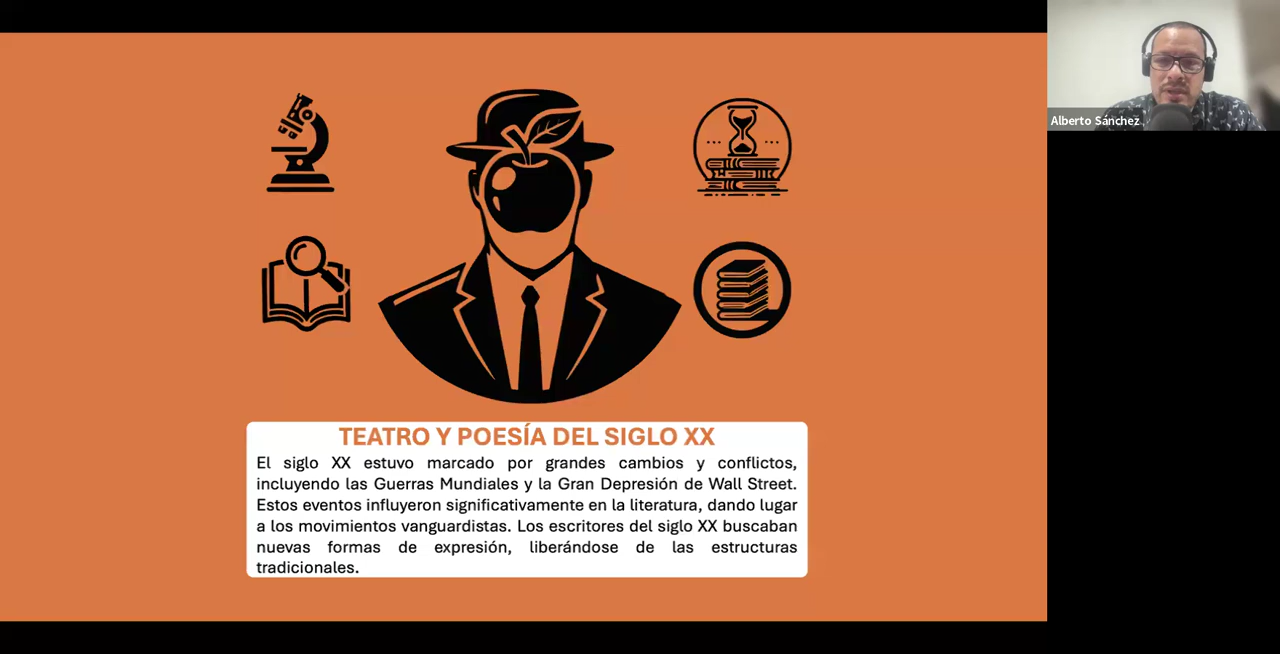 Alberto Sánchez
TEATRO Y POESÍA DEL SIGLO XX
El siglo XX estuvo marcado por grandes cambios y conflictos,
incluyendo las Guerras Mundiales y la Gran Depresión de Wall Street.
Estos eventos influyeron significativamente en la literatura, dando lugar
a los movimientos vanguardistas. Los escritores del siglo XX buscaban
nuevas formas de expresión, liberándose de las estructuras
tradicionales.